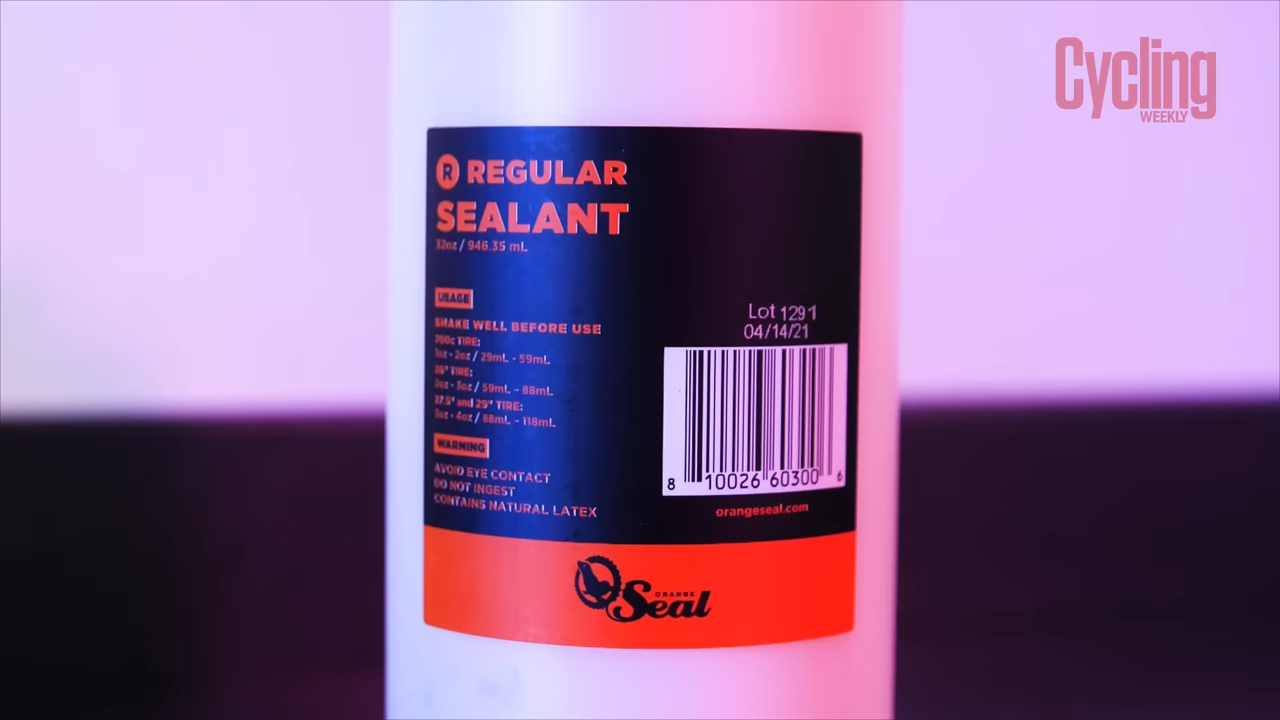 Cycling
WEEKLY
R REGULAR
SEALANT
32oz / 946.35 mL
USAGE
SHAKE WELL BEFORE USE
700c TIRE:
1oz - 2oz / 29mL - 59mL
26" TIRE:
2oz - 3oz / 59mL - 88mL
27.5" and 29" TIRE:
3oz - 4oz / 88mL - 118mL
WARNING
AVOID EYE CONTACT
DO NOT INGEST
CONTAINS NATURAL LATEX
Lot 1291
04/14/21
8 10026 60300 6
orangeseal.com
ORANGE
Seal